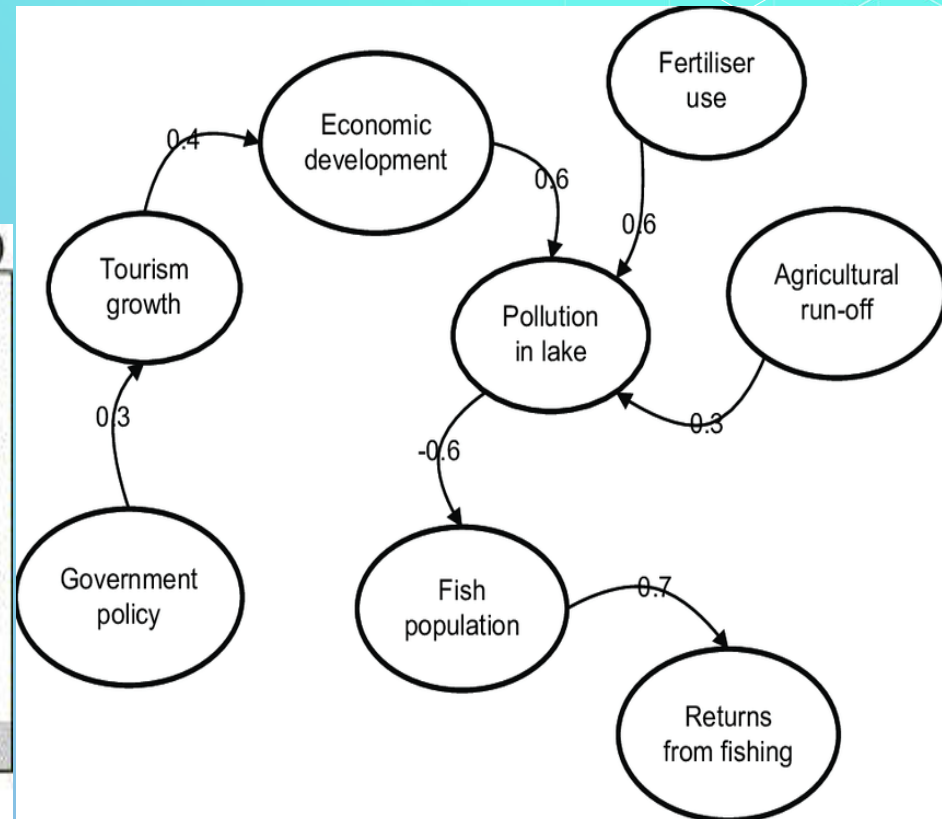 Fertiliser
use
Economic
development
0.4
0.6
0.6
Tourism
growth
Agricultural
run-off
Pollution
in lake
0.3
0.3
-0.6
Government
policy
Fish
population
0.7
Returns
from fishing